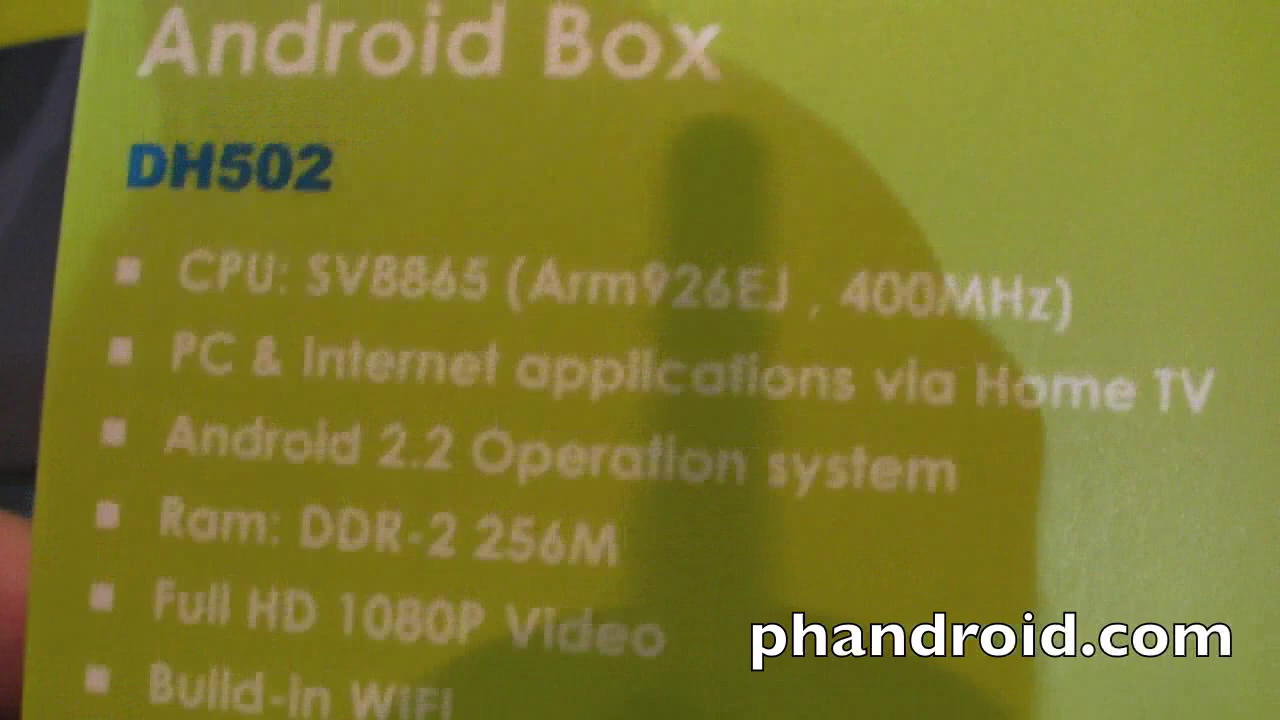 Android Box
DH502
▪ CPU: SV8865 (Arm926EJ , 400MHz)
▪ PC & Internet applications via Home TV
▪ Android 2.2 Operation system
▪ Ram: DDR-2 256M
▪ Full HD 1080P Video
▪ Build-in WiFi
phandroid.com